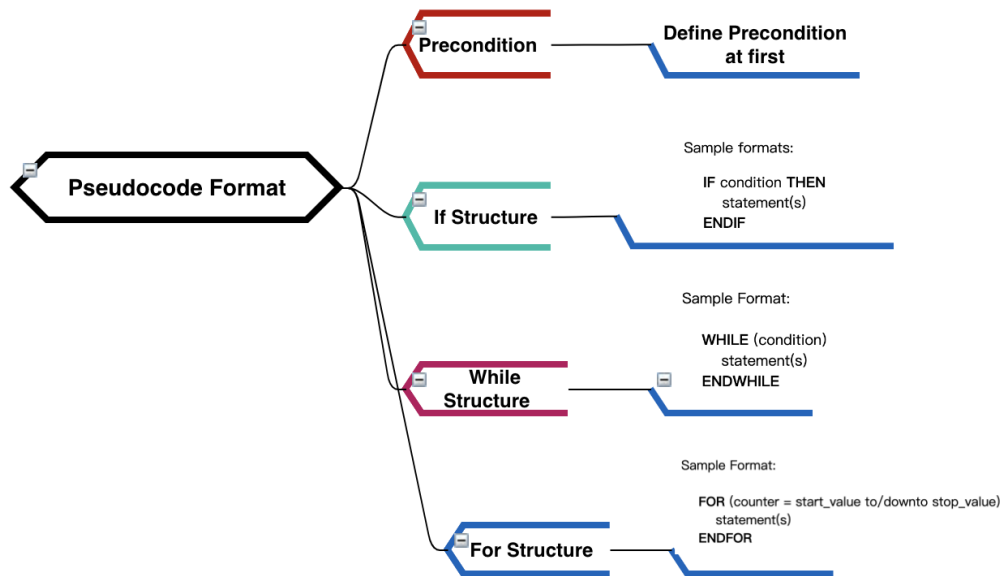 Pseudocode Format
Precondition
Define Precondition
at first
If Structure
Sample formats:
IF condition THEN
statement(s)
ENDIF
While
Structure
Sample Format:
WHILE (condition)
statement(s)
ENDWHILE
For Structure
Sample Format:
FOR (counter = start_value to/downto stop_value)
statement(s)
ENDFOR